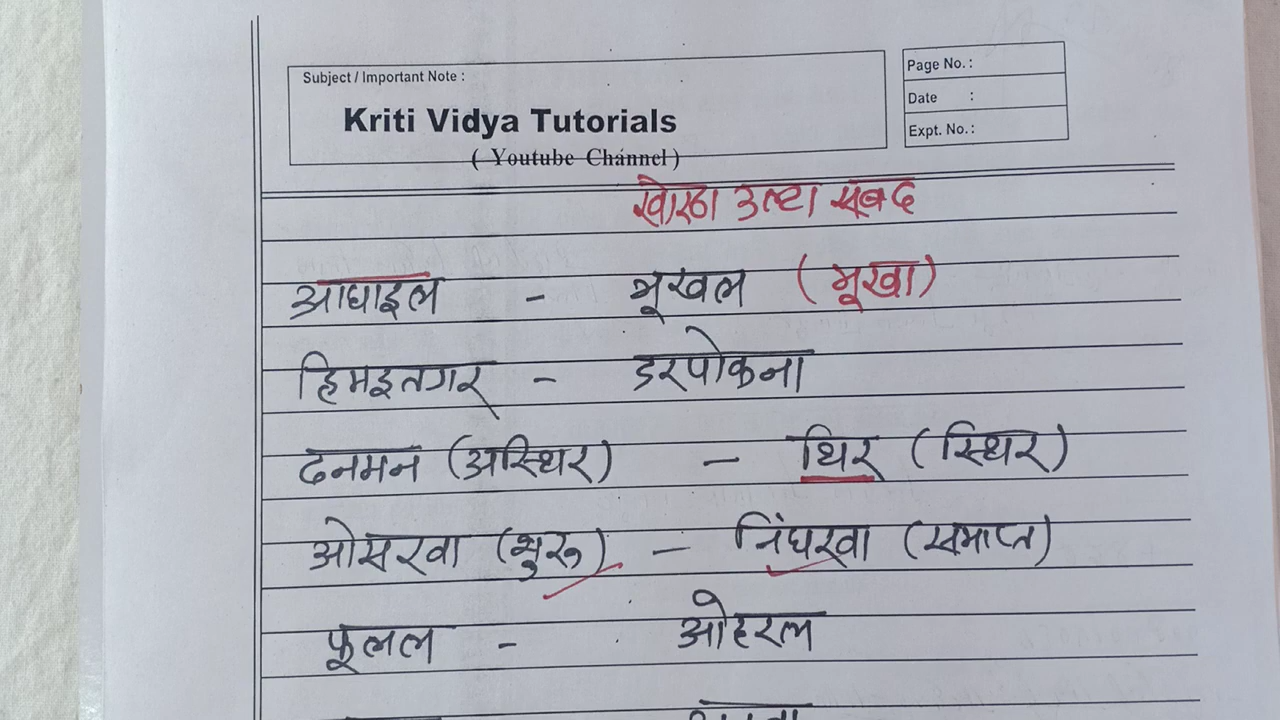 Subject / Important Note :
Kriti Vidya Tutorials
( Youtube Channel )
Page No. :
Date :
Expt. No. :
खोरठा उल्टा सबद
आघाइल - भूखल (भूखा)
हिमइतगर - डरपोकना
ढनमन (अस्थिर) - थिर (स्थिर)
ओसरवा (शुरू) - निंघरवा (समाप्त)
फूलल - ओहरल